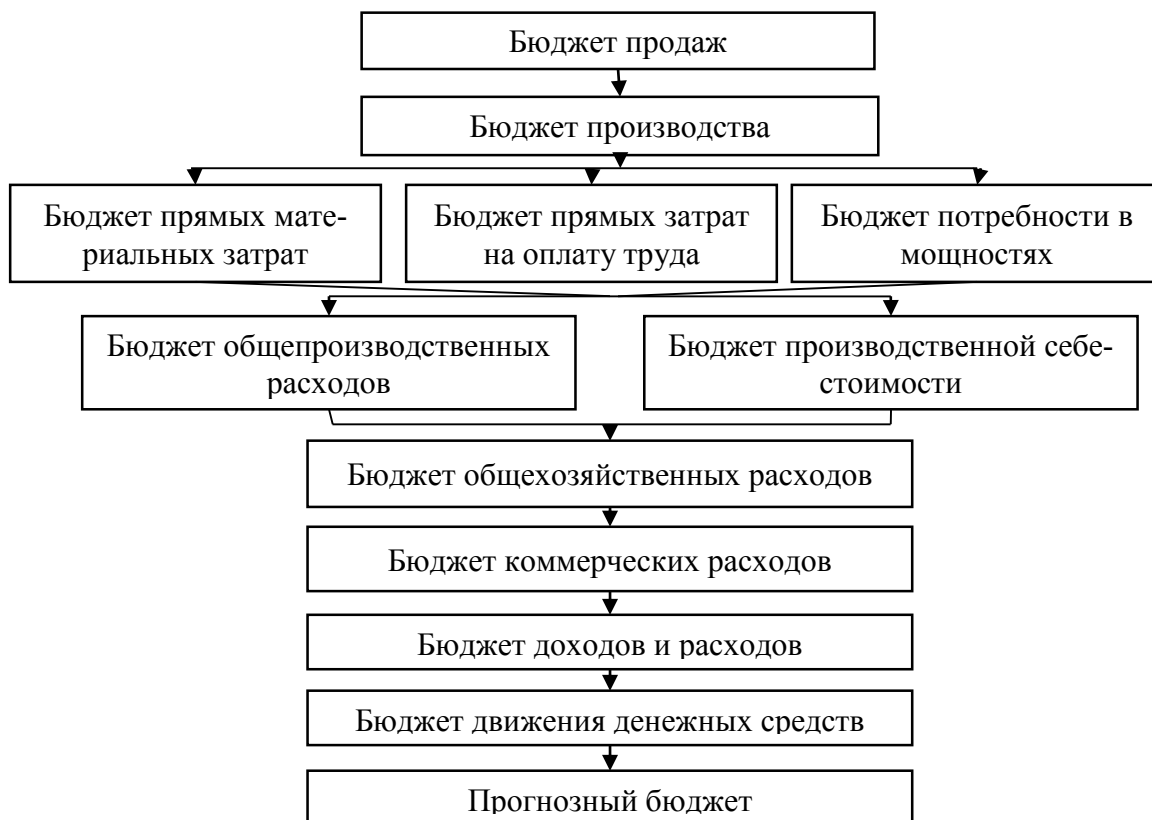 Бюджет продаж
Бюджет производства
Бюджет прямых мате-
риальных затрат
Бюджет прямых затрат
на оплату труда
Бюджет потребности в
мощностях
Бюджет общепроизводственных
расходов
Бюджет производственной себе-
стоимости
Бюджет общехозяйственных расходов
Бюджет коммерческих расходов
Бюджет доходов и расходов
Бюджет движения денежных средств
Прогнозный бюджет